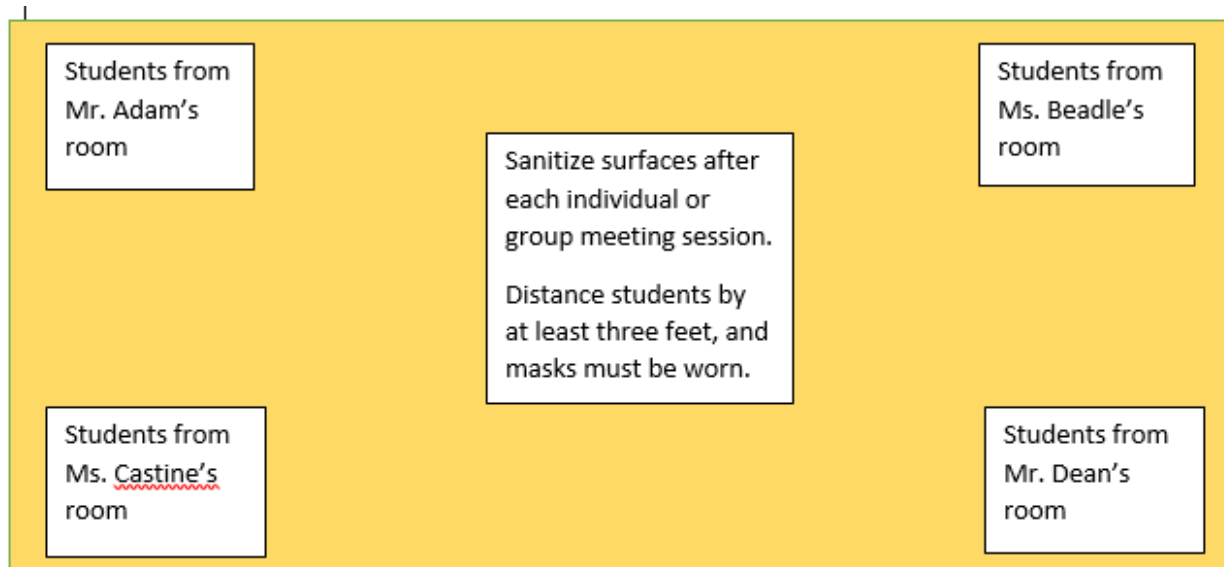 Students from
Mr. Adam’s
room
Students from
Ms. Beadle’s
room
Sanitize surfaces after
each individual or
group meeting session.
Distance students by
at least three feet, and
masks must be worn.
Students from
Ms. Castine’s
room
Students from
Mr. Dean’s
room